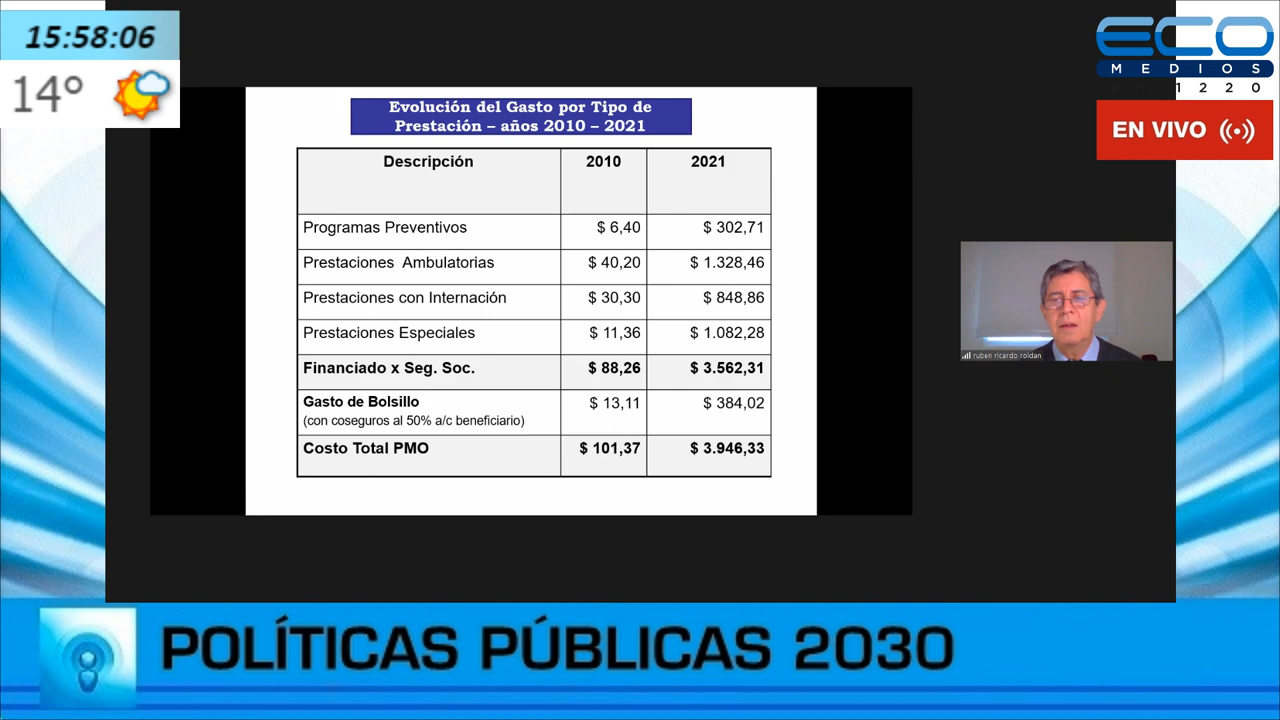 15:58:06
14°
ECO
MEDIOS
1220
EN VIVO
Evolución del Gasto por Tipo de
Prestación – años 2010 – 2021
Descripción 2010 2021
Programas Preventivos $ 6,40 $ 302,71
Prestaciones Ambulatorias $ 40,20 $ 1.328,46
Prestaciones con Internación $ 30,30 $ 848,86
Prestaciones Especiales $ 11,36 $ 1.082,28
Financiado x Seg. Soc. $ 88,26 $ 3.562,31
Gasto de Bolsillo $ 13,11 $ 384,02
(con coseguros al 50% a/c beneficiario)
Costo Total PMO $ 101,37 $ 3.946,33
ruben ricardo roldan
POLÍTICAS PÚBLICAS 2030